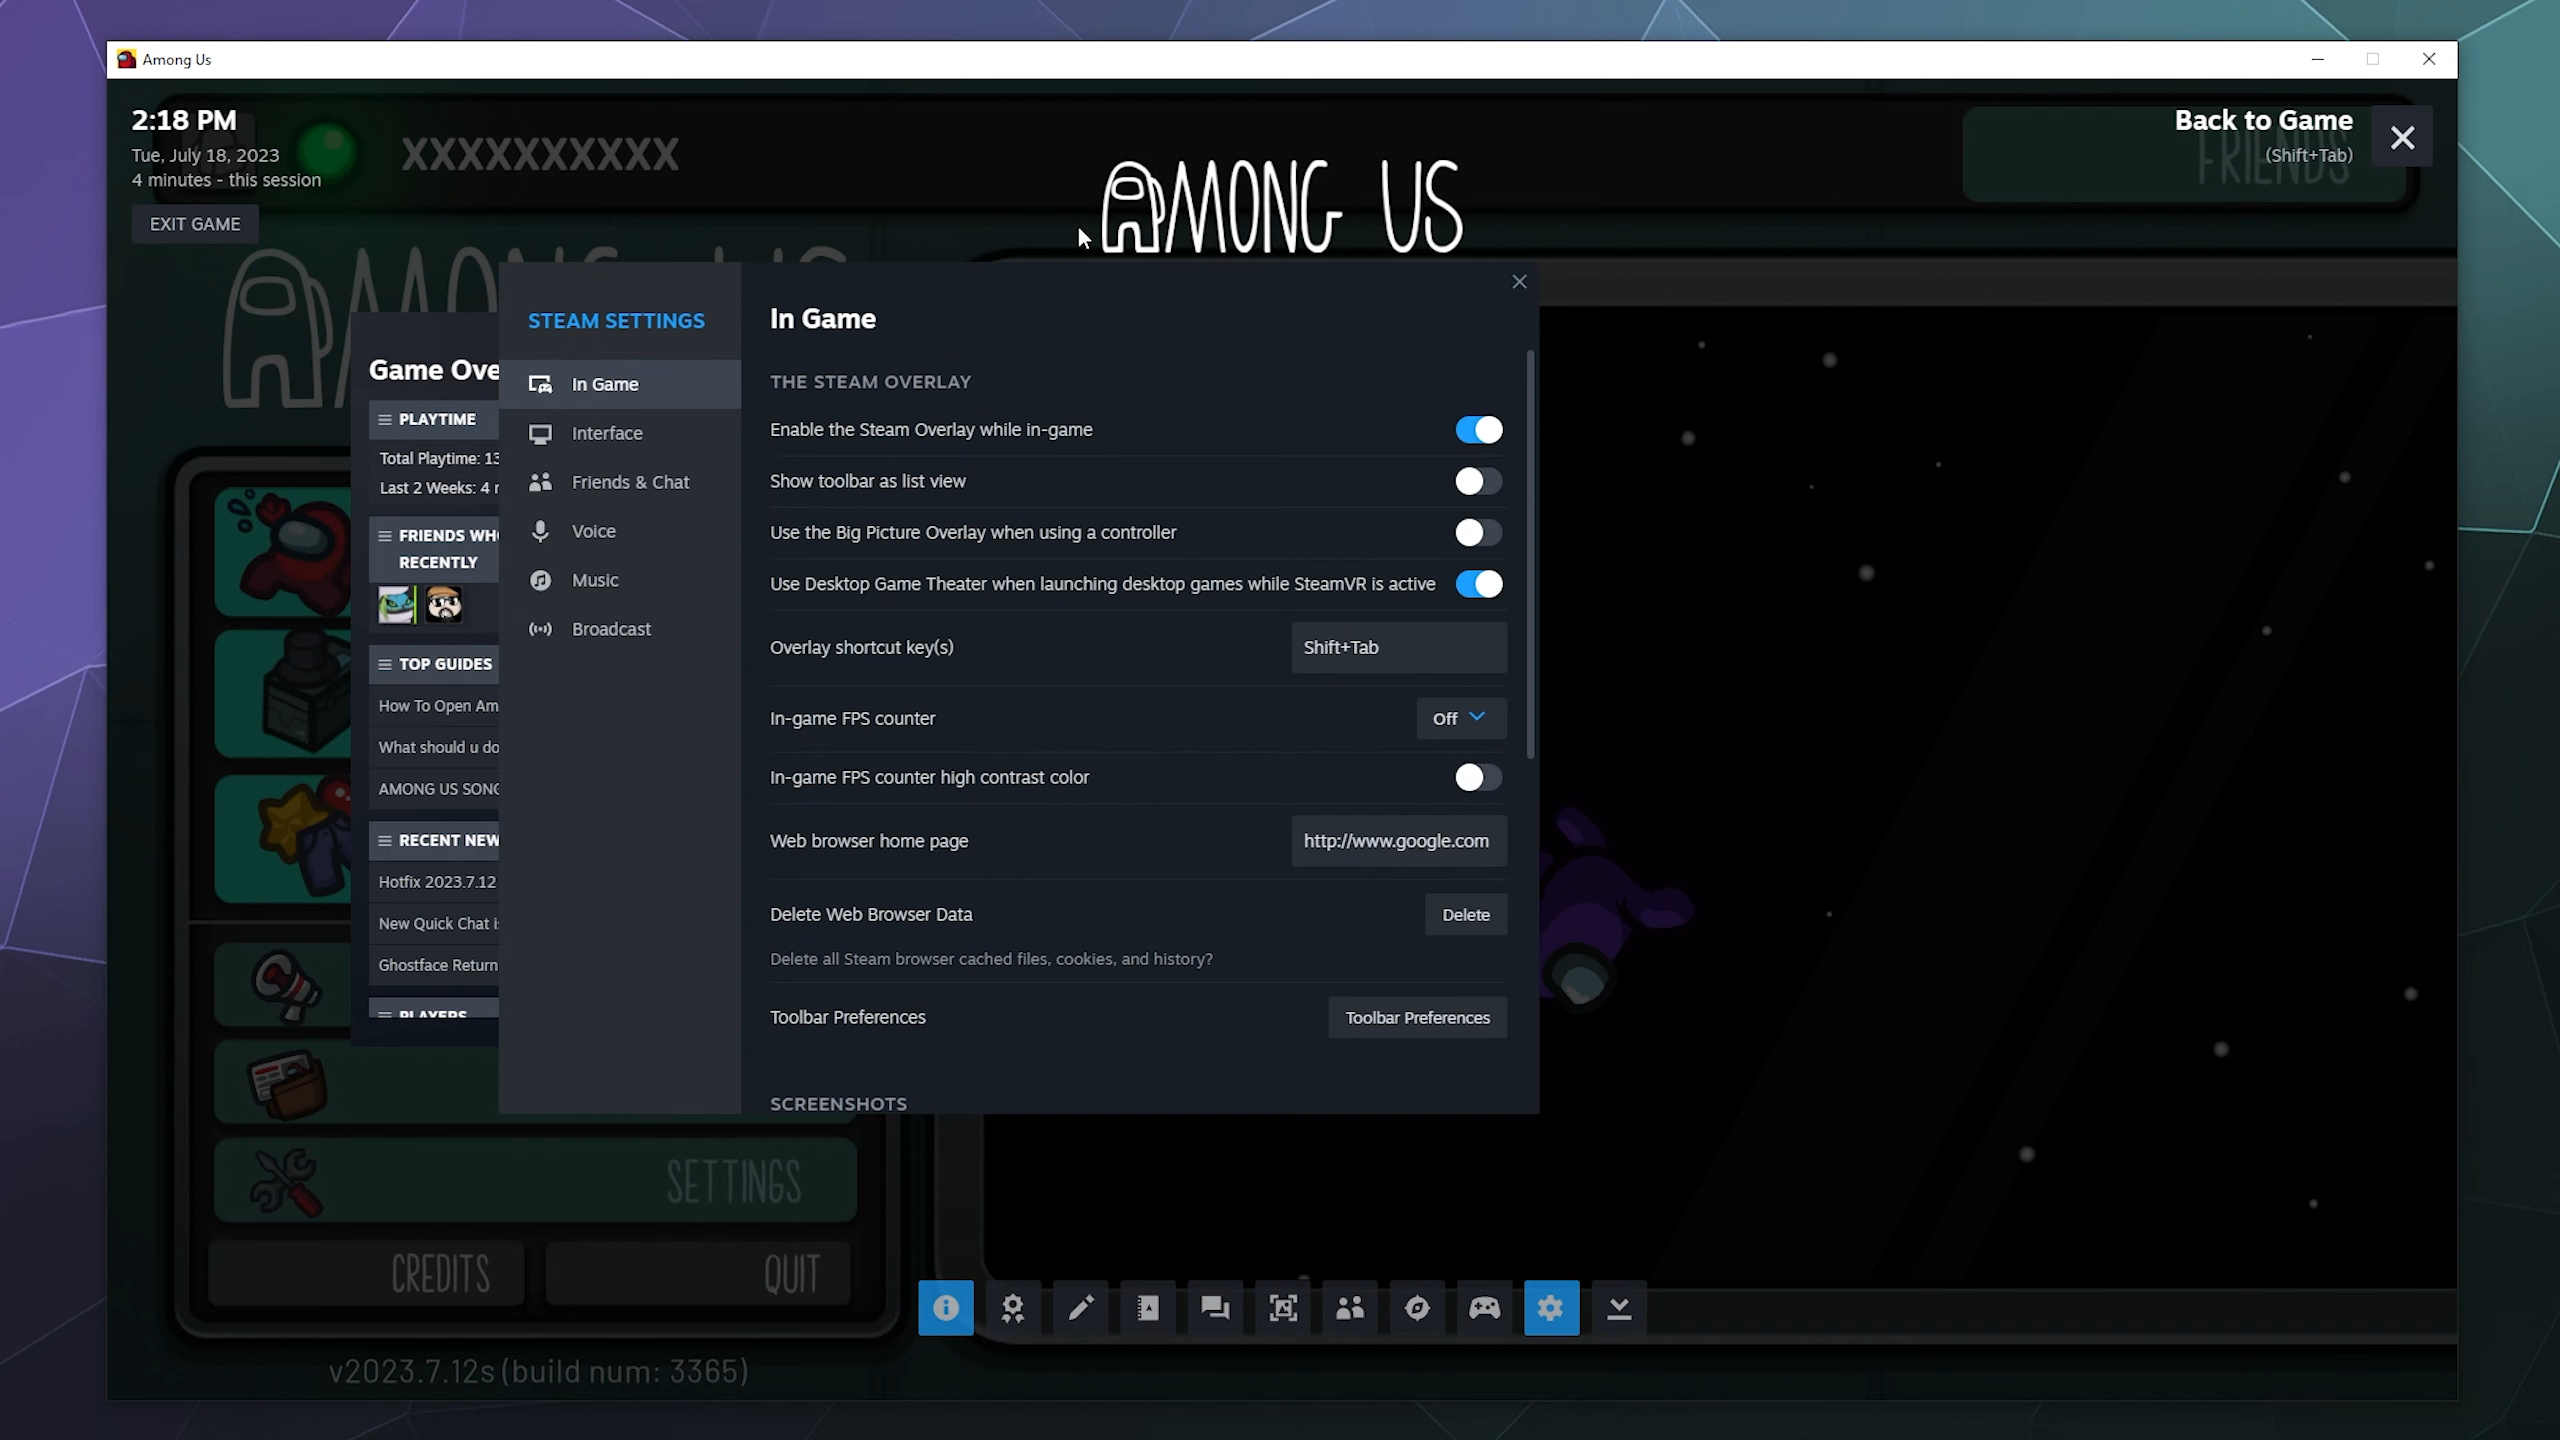 Among Us
2:18 PM
Tue, July 18, 2023
4 minutes - this session
EXIT GAME
XXXXXXXXXX
AMONG US
Back to Game
(Shift+Tab)
FRIENDS
Game Ove
PLAYTIME
Total Playtime: 13
Last 2 Weeks: 4
FRIENDS WHO
RECENTLY
TOP GUIDES
How To Open Am
What should u do
AMONG US SONG
RECENT NEW
Hotfix 2023.7.12
New Quick Chat i
Ghostface Return
PLAYERS
STEAM SETTINGS
In Game
Interface
Friends & Chat
Voice
Music
Broadcast
In Game
THE STEAM OVERLAY
Enable the Steam Overlay while in-game
Show toolbar as list view
Use the Big Picture Overlay when using a controller
Use Desktop Game Theater when launching desktop games while SteamVR is active
Overlay shortcut key(s) Shift+Tab
In-game FPS counter Off
In-game FPS counter high contrast color
Web browser home page http://www.google.com
Delete Web Browser Data Delete
Delete all Steam browser cached files, cookies, and history?
Toolbar Preferences Toolbar Preferences
SCREENSHOTS
SETTINGS
CREDITS QUIT
v2023.7.12s (build num: 3365)